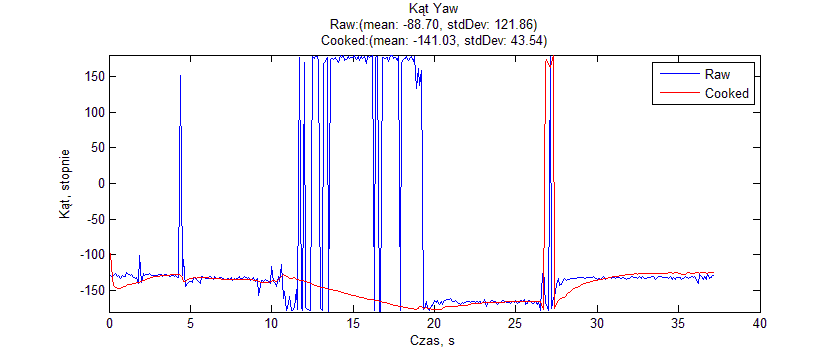 Kąt Yaw
Raw:(mean: -88.70, stdDev: 121.86)
Cooked:(mean: -141.03, stdDev: 43.54)
Raw
Cooked
150
100
50
0
-50
-100
-150
Kąt, stopnie
0 5 10 15 20 25 30 35 40
Czas, s